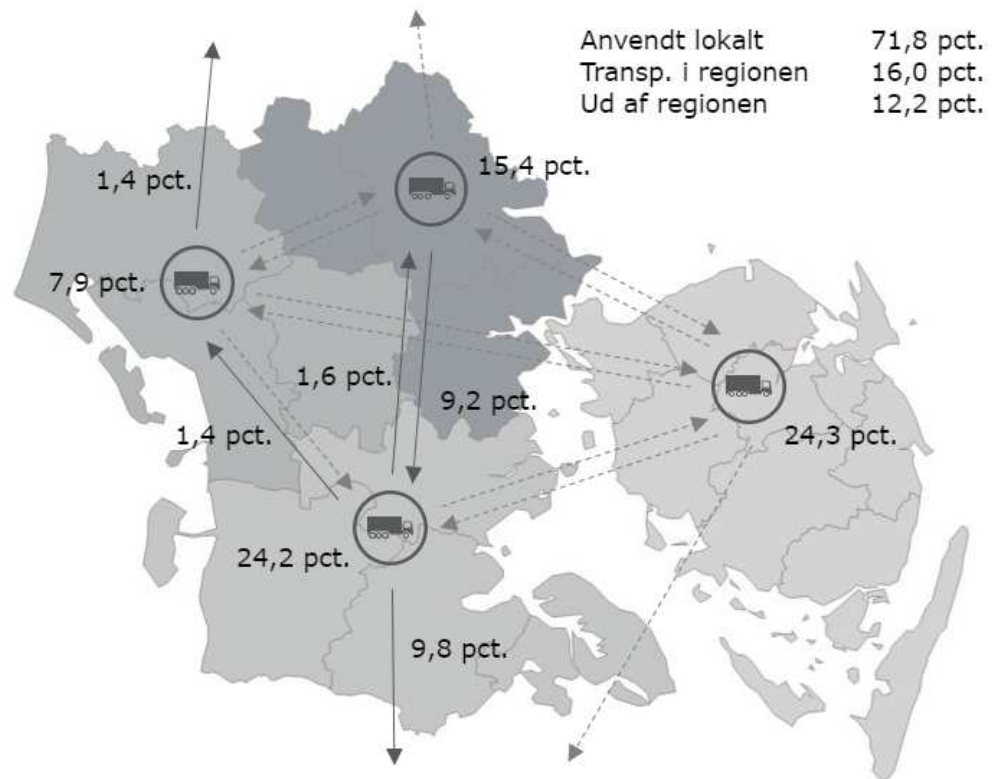 Anvendt lokalt 71,8 pct.
Transp. i regionen 16,0 pct.
Ud af regionen 12,2 pct.
15,4 pct.
1,4 pct.
7,9 pct.
1,6 pct.
9,2 pct.
1,4 pct.
24,3 pct.
24,2 pct.
9,8 pct.